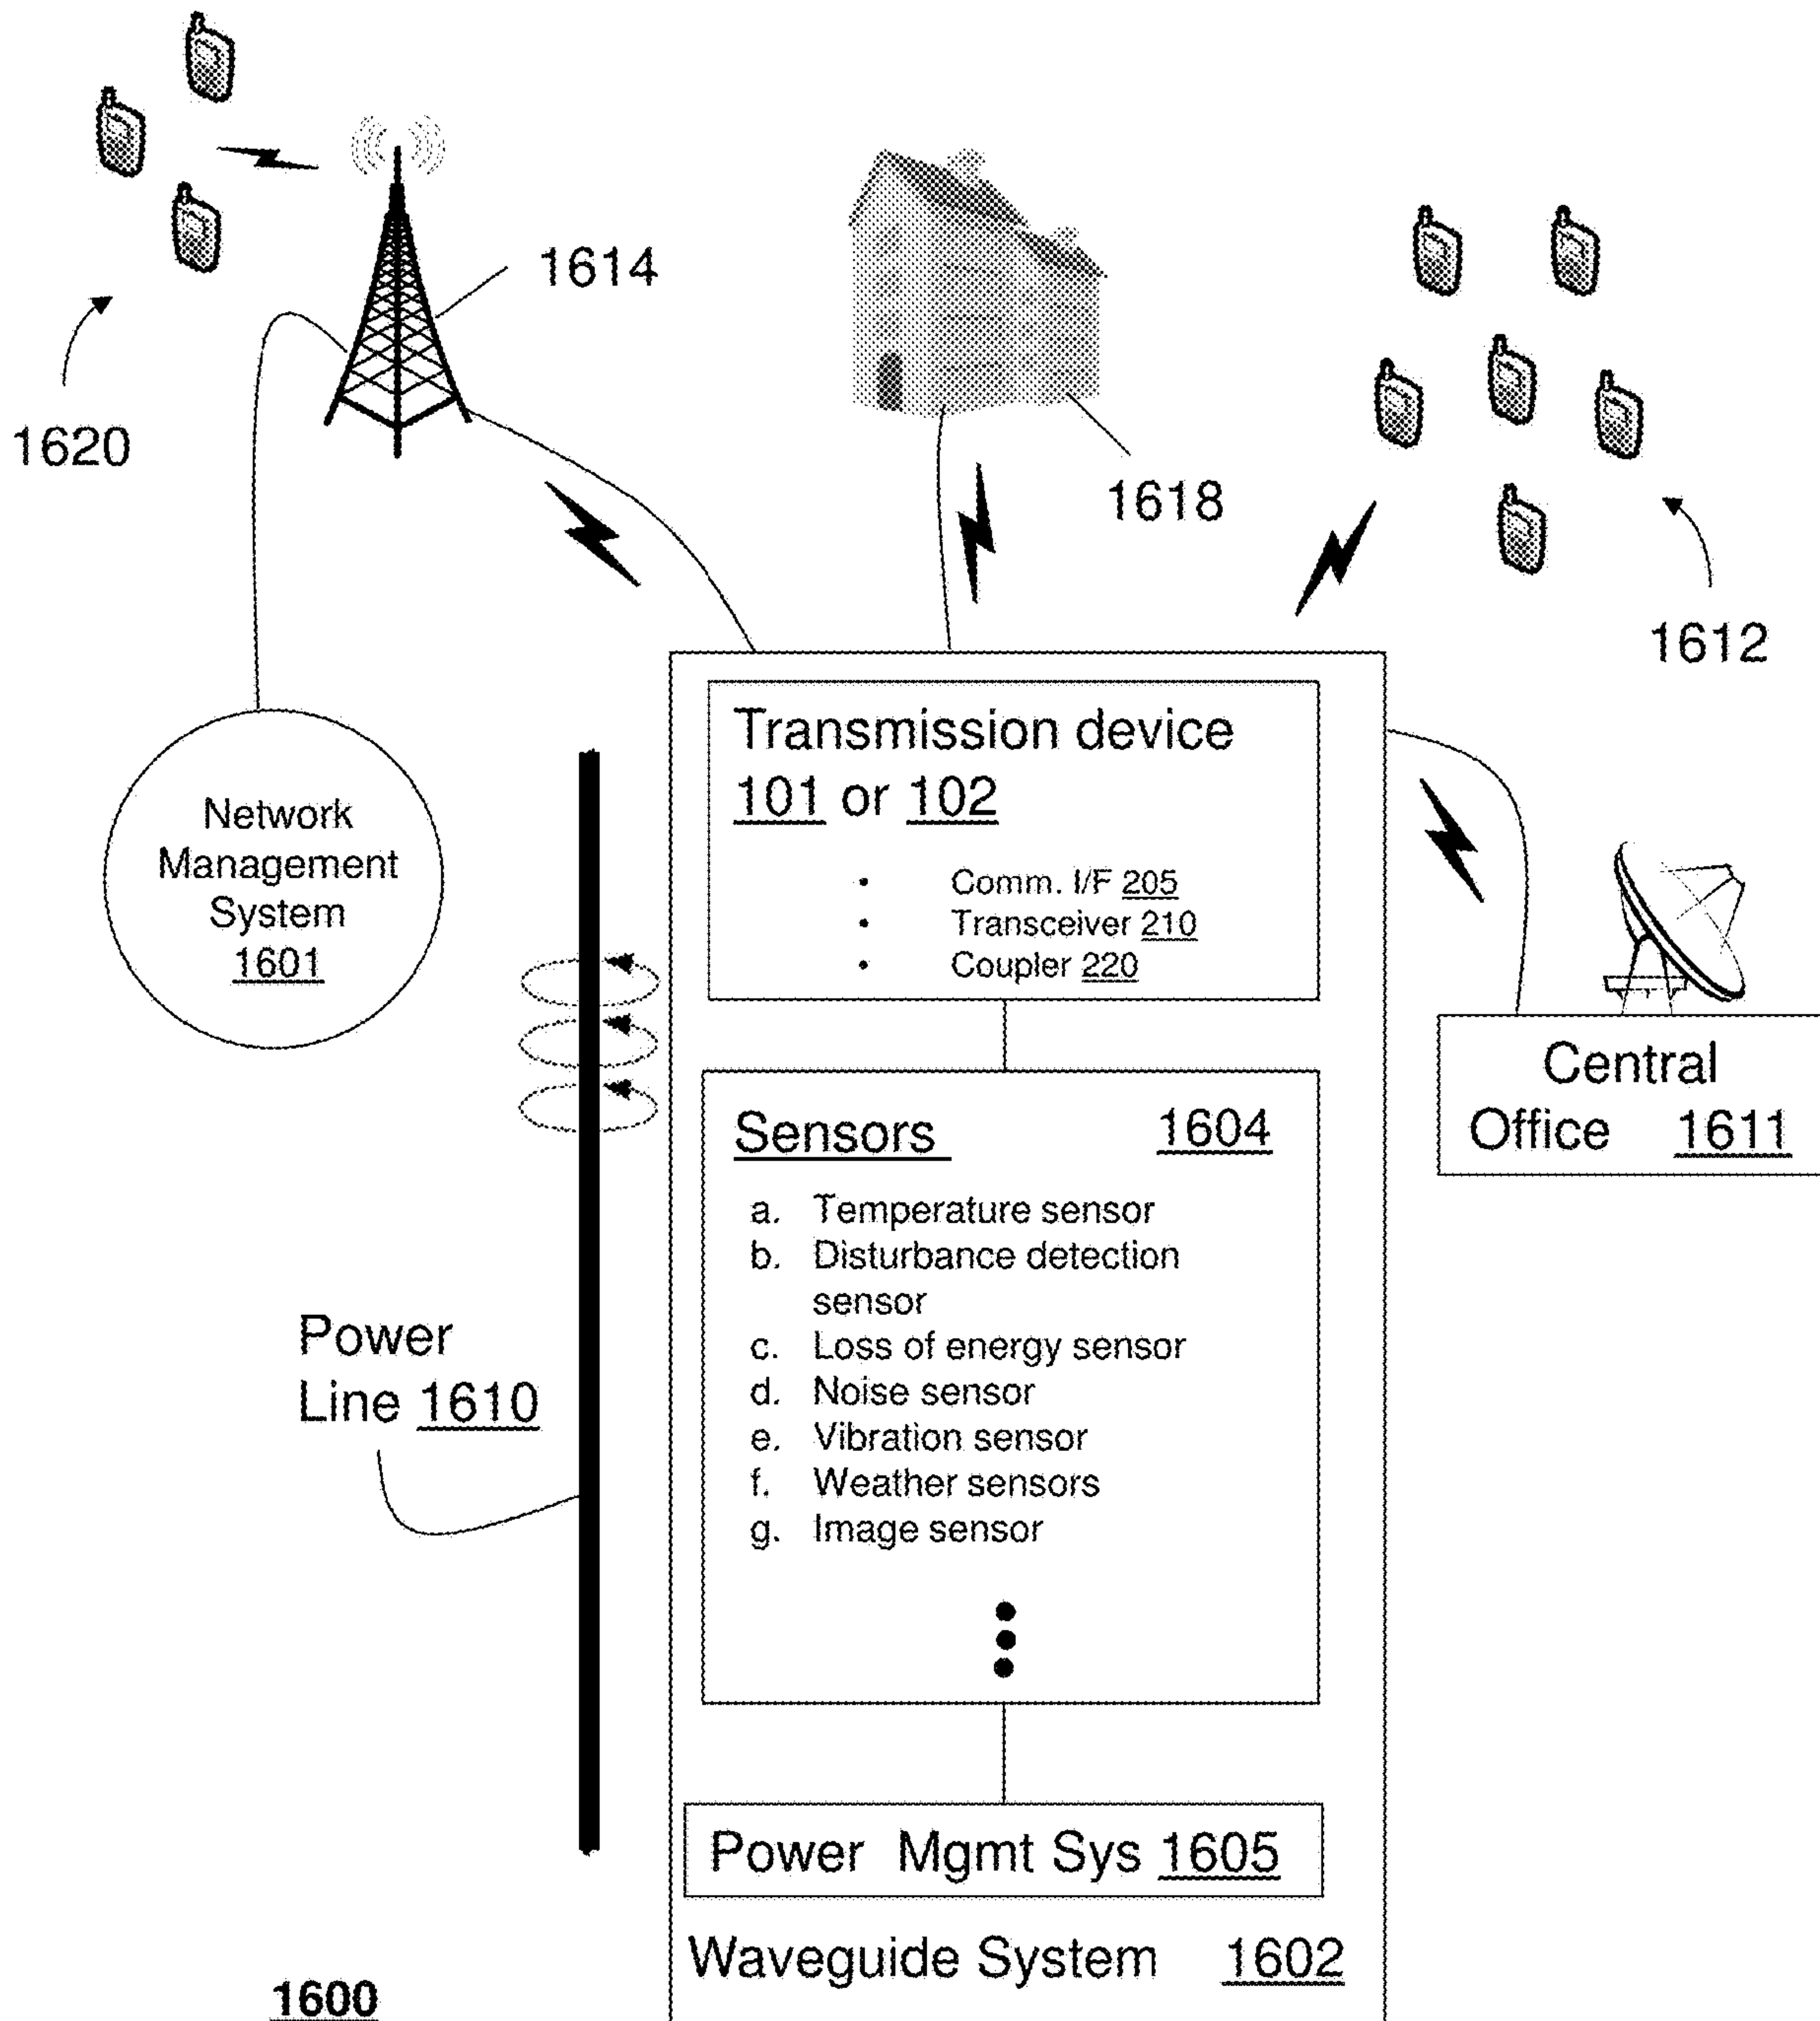 1614
1620
1618
1612
Network
Management
System
1601
Transmission device
101 or 102
• Comm. I/F 205
• Transceiver 210
• Coupler 220
Central
Office 1611
Sensors 1604
a. Temperature sensor
b. Disturbance detection
sensor
c. Loss of energy sensor
d. Noise sensor
e. Vibration sensor
f. Weather sensors
g. Image sensor
Power
Line 1610
Power Mgmt Sys 1605
Waveguide System 1602
1600